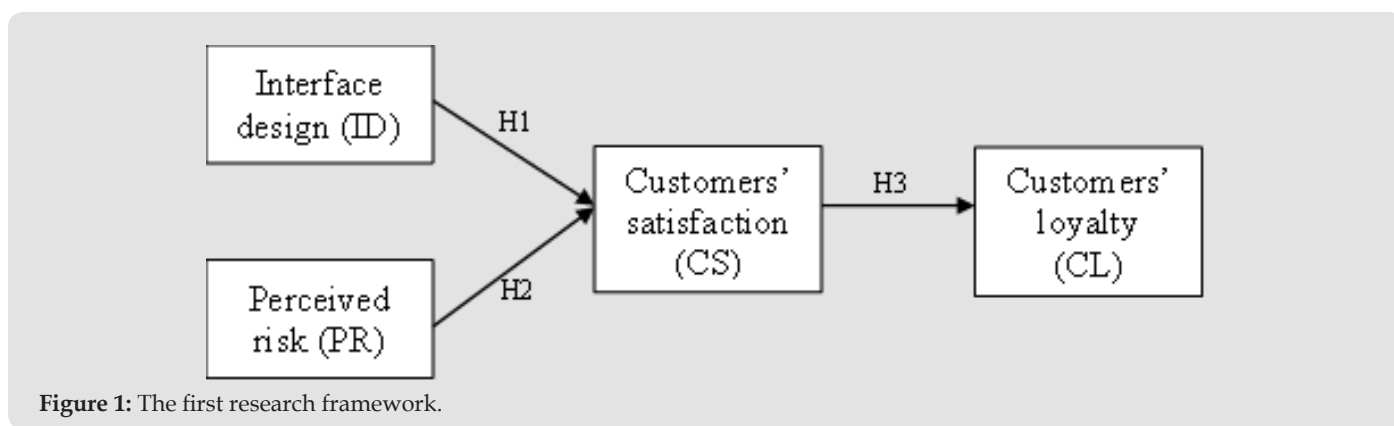 Interface
design (ID)
H1
Customers’
satisfaction
(CS)
H3
Customers’
loyalty
(CL)
H2
Perceived
risk (PR)
Figure 1: The first research framework.